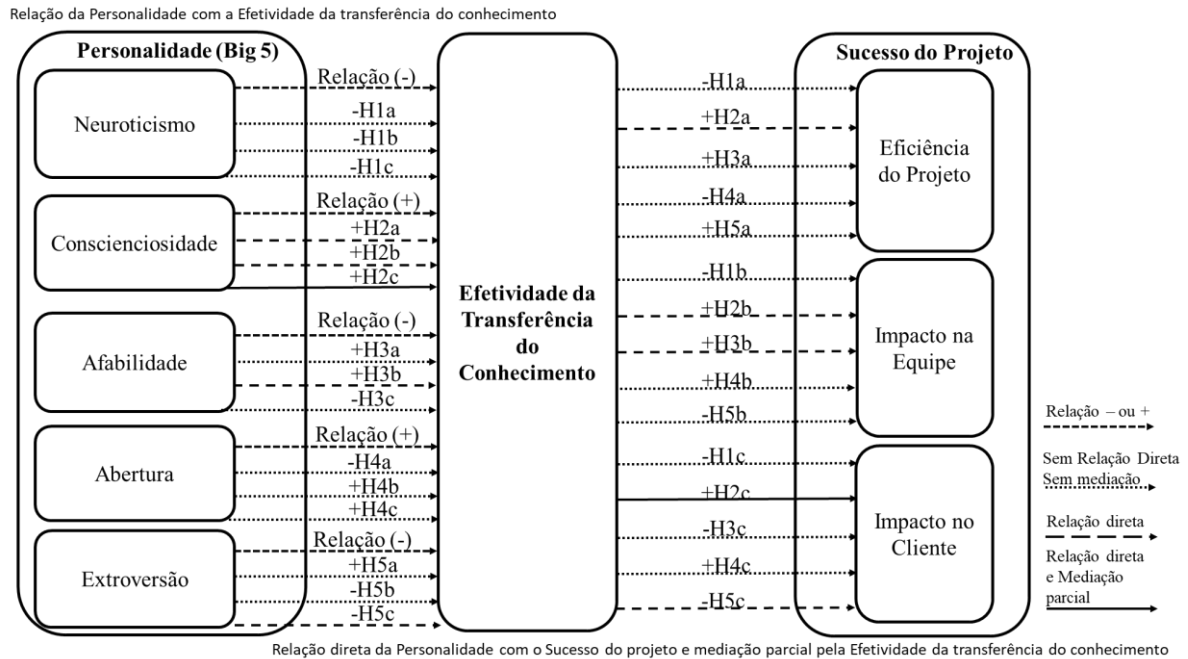 Relação da Personalidade com a Efetividade da transferência do conhecimento
Personalidade (Big 5)
Neuroticismo
Conscienciosidade
Afabilidade
Abertura
Extroversão
Relação (-)
-H1a
-H1b
-H1c
Relação (+)
+H2a
+H2b
+H2c
Relação (-)
+H3a
+H3b
-H3c
Relação (+)
-H4a
+H4b
+H4c
Relação (-)
+H5a
-H5b
-H5c
Efetividade da
Transferência
do
Conhecimento
-H1a
+H2a
+H3a
-H4a
+H5a
-H1b
+H2b
+H3b
+H4b
-H5b
-H1c
+H2c
-H3c
+H4c
-H5c
Sucesso do Projeto
Eficiência
do Projeto
Impacto na
Equipe
Impacto no
Cliente
Relação – ou +
Sem Relação Direta
Sem mediação
Relação direta
Relação direta
e Mediação
parcial
Relação direta da Personalidade com o Sucesso do projeto e mediação parcial pela Efetividade da transferência do conhecimento